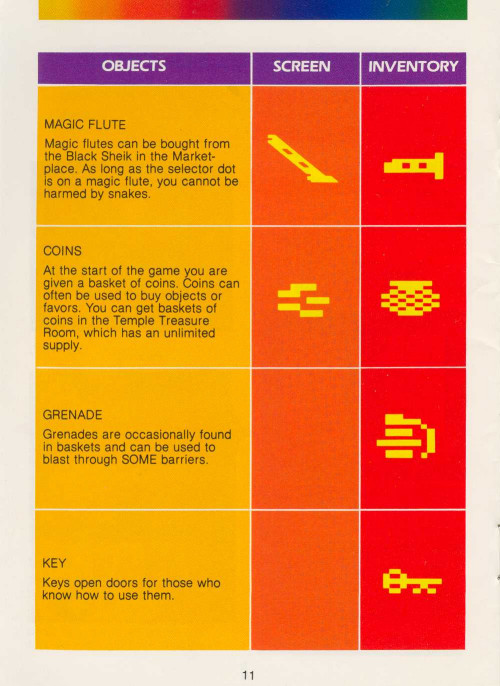 OBJECTS SCREEN INVENTORY
MAGIC FLUTE
Magic flutes can be bought from
the Black Sheik in the Market-
place. As long as the selector dot
is on a magic flute, you cannot be
harmed by snakes.
COINS
At the start of the game you are
given a basket of coins. Coins can
often be used to buy objects or
favors. You can get baskets of
coins in the Temple Treasure
Room, which has an unlimited
supply.
GRENADE
Grenades are occasionally found
in baskets and can be used to
blast through SOME barriers.
KEY
Keys open doors for those who
know how to use them.
11